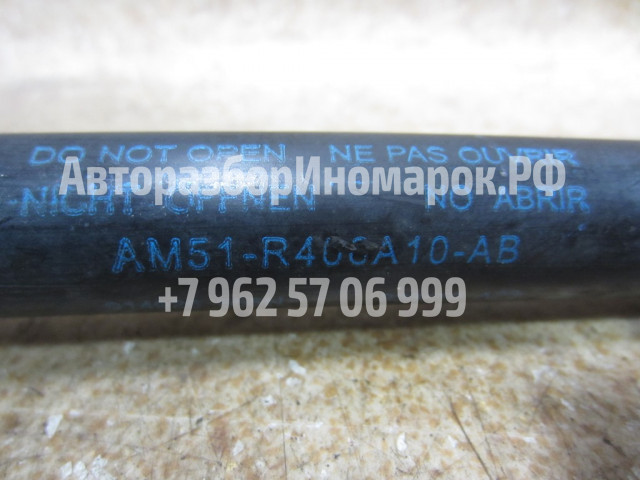 DO NOT OPEN NE PAS OUVRIR
АвторазборИномарок.РФ
NICHT ÖFFNEN NO ABRIR
AM51-R406A10-AB
+7 962 57 06 999